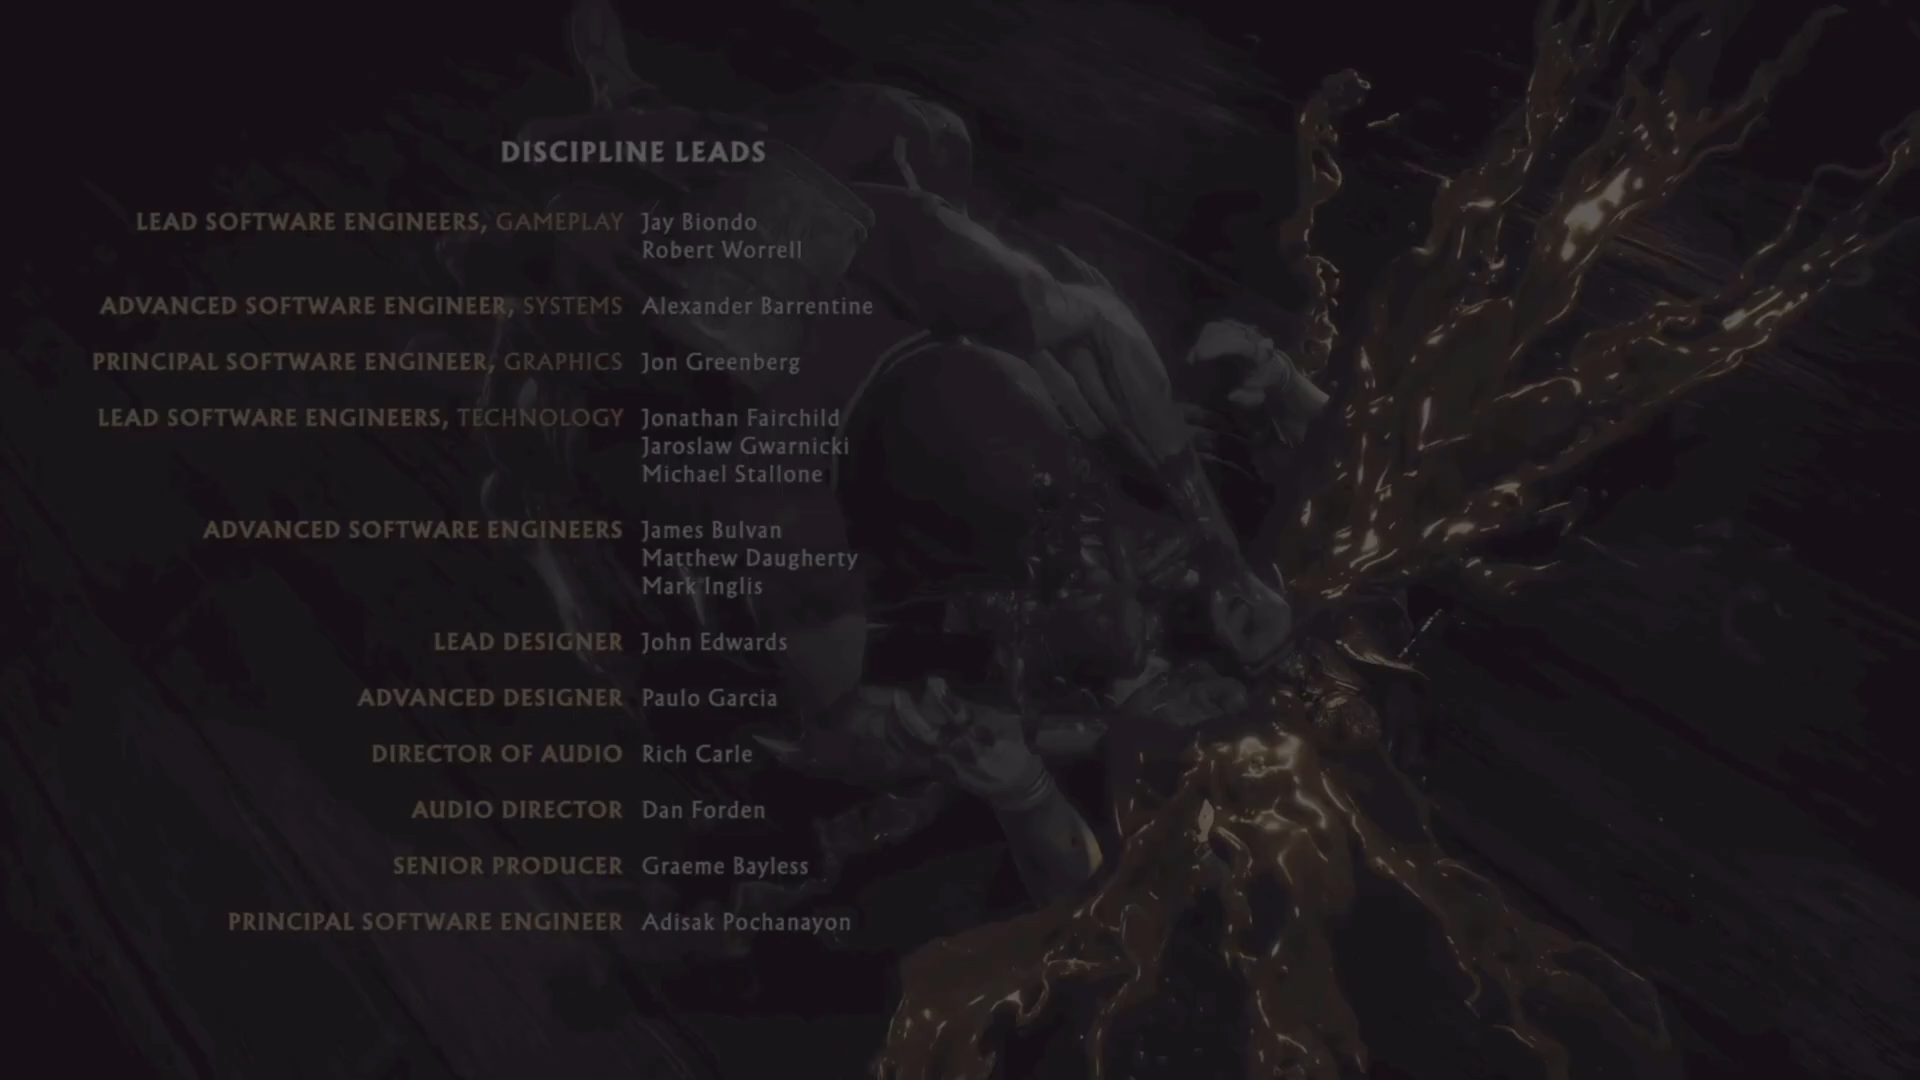 DISCIPLINE LEADS
LEAD SOFTWARE ENGINEERS, GAMEPLAY Jay Biondo
Robert Worrell
ADVANCED SOFTWARE ENGINEER, SYSTEMS Alexander Barrentine
PRINCIPAL SOFTWARE ENGINEER, GRAPHICS Jon Greenberg
LEAD SOFTWARE ENGINEERS, TECHNOLOGY Jonathan Fairchild
Jaroslaw Gwarnicki
Michael Stallone
ADVANCED SOFTWARE ENGINEERS James Bulvan
Matthew Daugherty
Mark Inglis
LEAD DESIGNER John Edwards
ADVANCED DESIGNER Paulo Garcia
DIRECTOR OF AUDIO Rich Carle
AUDIO DIRECTOR Dan Forden
SENIOR PRODUCER Graeme Bayless
PRINCIPAL SOFTWARE ENGINEER Adisak Pochanayon